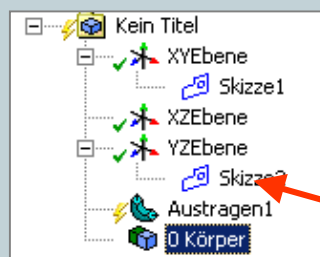 Kein Titel
XYEbene
Skizze1
XZEbene
YZEbene
Skizze2
Austragen1
0 Körper